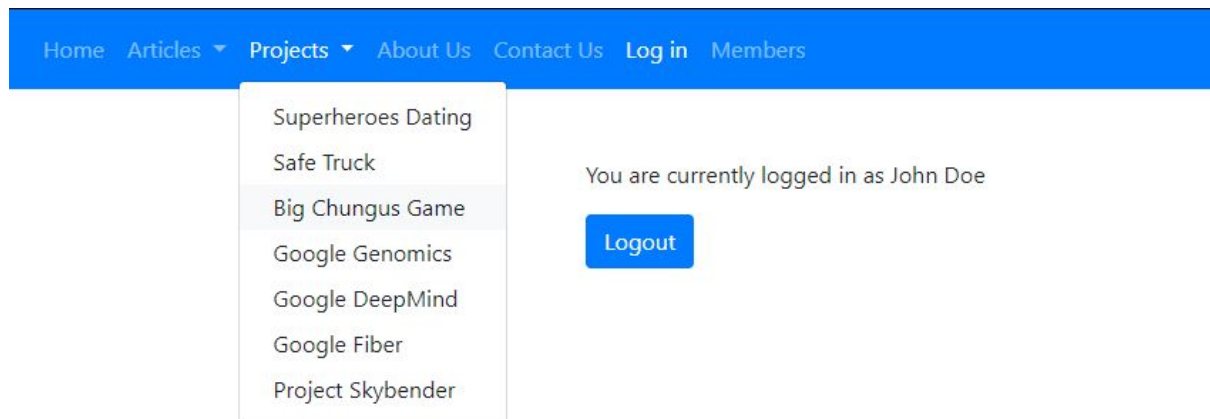 Home Articles Projects About Us Contact Us Log in Members
Superheroes Dating
Safe Truck
Big Chungus Game
Google Genomics
Google DeepMind
Google Fiber
Project Skybender
You are currently logged in as John Doe
Logout